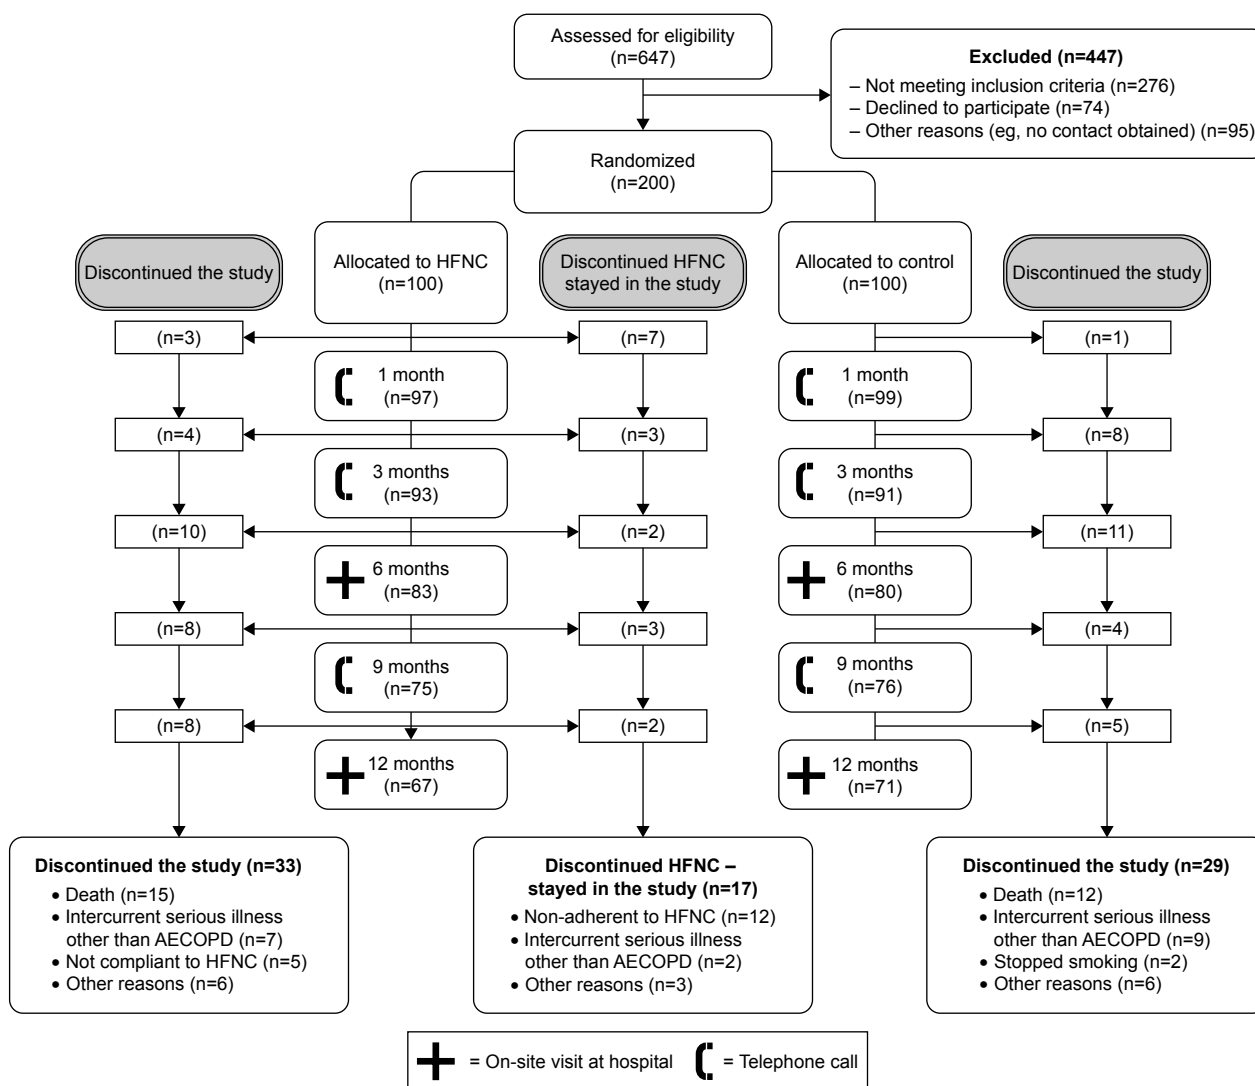 Assessed for eligibility
(n=647)
Excluded (n=447)
– Not meeting inclusion criteria (n=276)
– Declined to participate (n=74)
– Other reasons (eg, no contact obtained) (n=95)
Randomized
(n=200)
Discontinued the study
Allocated to HFNC
(n=100)
Discontinued HFNC
stayed in the study
Allocated to control
(n=100)
Discontinued the study
(n=3)
(n=7)
(n=1)
1 month
(n=97)
1 month
(n=99)
(n=4)
(n=3)
(n=8)
3 months
(n=93)
3 months
(n=91)
(n=10)
(n=2)
(n=11)
6 months
(n=83)
6 months
(n=80)
(n=8)
(n=3)
(n=4)
9 months
(n=75)
9 months
(n=76)
(n=8)
(n=2)
(n=5)
12 months
(n=67)
12 months
(n=71)
Discontinued the study (n=33)
• Death (n=15)
• Intercurrent serious illness
other than AECOPD (n=7)
• Not compliant to HFNC (n=5)
• Other reasons (n=6)
Discontinued HFNC –
stayed in the study (n=17)
• Non-adherent to HFNC (n=12)
• Intercurrent serious illness
other than AECOPD (n=2)
• Other reasons (n=3)
Discontinued the study (n=29)
• Death (n=12)
• Intercurrent serious illness
other than AECOPD (n=9)
• Stopped smoking (n=2)
• Other reasons (n=6)
= On-site visit at hospital
= Telephone call